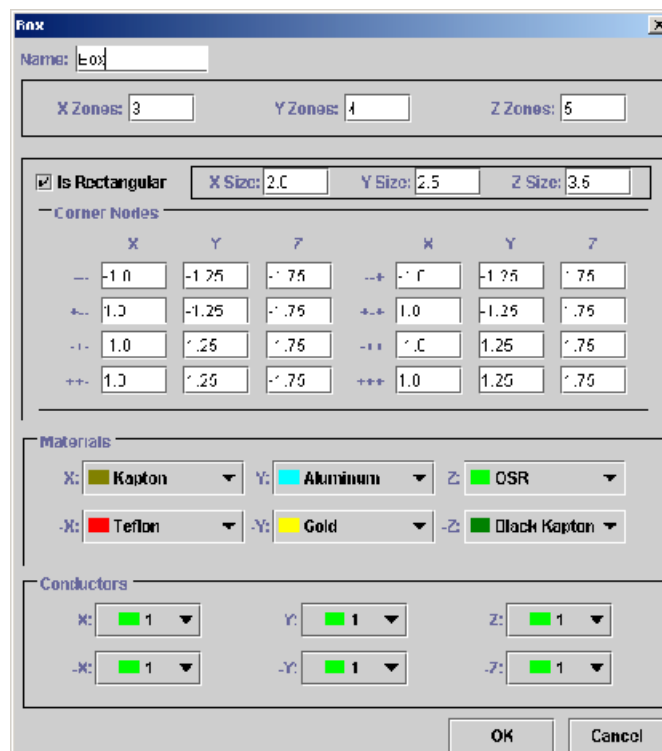 Box
Name: Box
X Zones: 3 Y Zones: 4 Z Zones: 5
Is Rectangular X Size: 2.0 Y Size: 2.5 Z Size: 3.5
Corner Nodes
X Y Z X Y Z
--- -1.0 -1.25 -1.75 --+ -1.0 -1.25 1.75
+-- 1.0 -1.25 -1.75 +-+ 1.0 -1.25 1.75
-+- -1.0 1.25 -1.75 -++ -1.0 1.25 1.75
++- 1.0 1.25 -1.75 +++ 1.0 1.25 1.75
Materials
X: Kapton Y: Aluminum Z: OSR
-X: Teflon -Y: Gold -Z: Black Kapton
Conductors
X: 1 Y: 1 Z: 1
-X: 1 -Y: 1 -Z: 1
OK Cancel